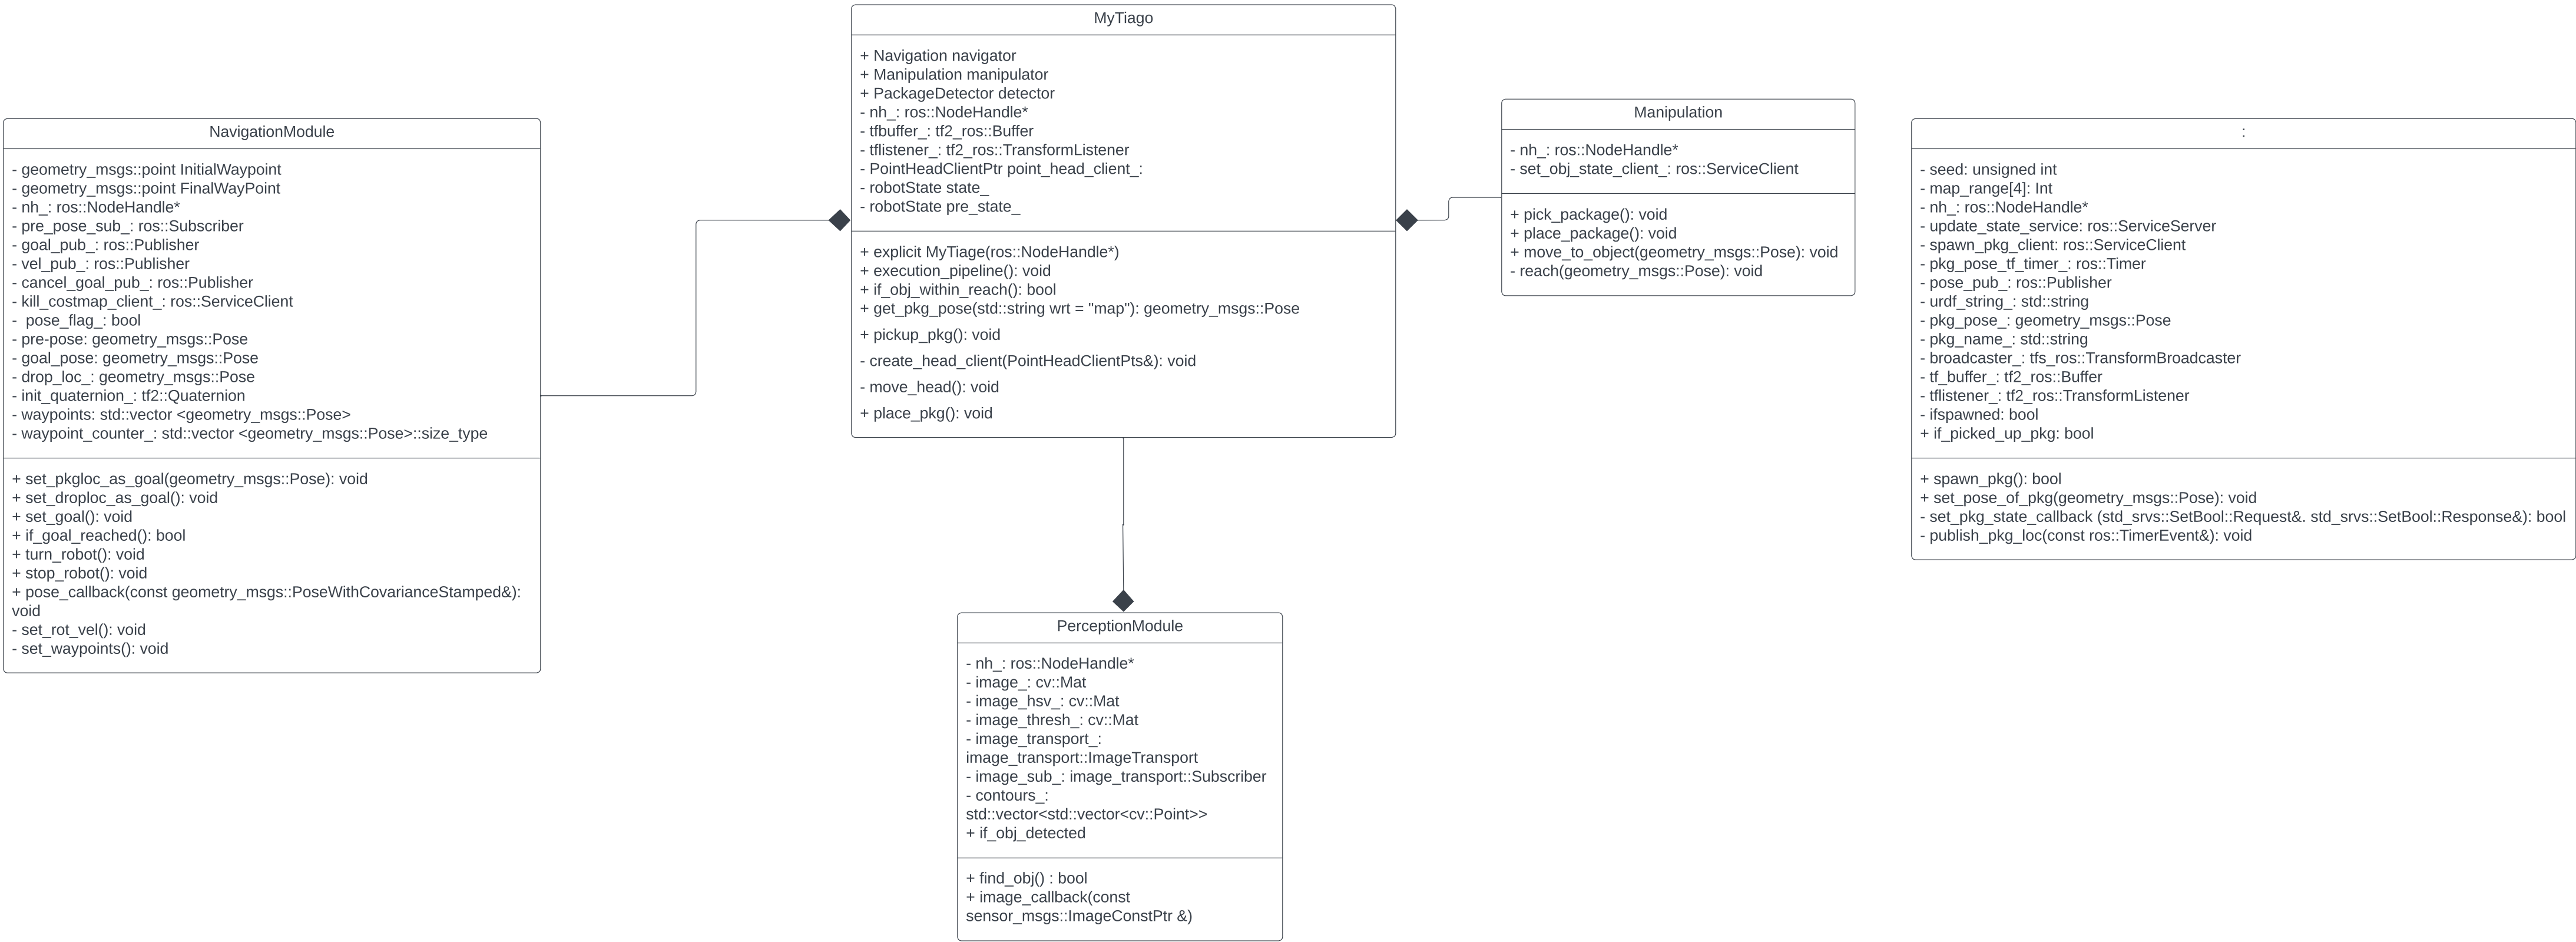 MyTiago
+ Navigation navigator
+ Manipulation manipulator
+ PackageDetector detector
- nh_: ros::NodeHandle*
- tfbuffer_: tf2_ros::Buffer
- tflistener_: tf2_ros::TransformListener
- PointHeadClientPtr point_head_client_:
- robotState state_
- robotState pre_state_
+ explicit MyTiage(ros::NodeHandle*)
+ execution_pipeline(): void
+ if_obj_within_reach(): bool
+ get_pkg_pose(std::string wrt = "map"): geometry_msgs::Pose
+ pickup_pkg(): void
- create_head_client(PointHeadClientPts&): void
- move_head(): void
+ place_pkg(): void
NavigationModule
- geometry_msgs::point InitialWaypoint
- geometry_msgs::point FinalWayPoint
- nh_: ros::NodeHandle*
- pre_pose_sub_: ros::Subscriber
- goal_pub_: ros::Publisher
- vel_pub_: ros::Publisher
- cancel_goal_pub_: ros::Publisher
- kill_costmap_client_: ros::ServiceClient
-  pose_flag_: bool
- pre-pose: geometry_msgs::Pose
- goal_pose: geometry_msgs::Pose
- drop_loc_: geometry_msgs::Pose
- init_quaternion_: tf2::Quaternion
- waypoints: std::vector <geometry_msgs::Pose>
- waypoint_counter_: std::vector <geometry_msgs::Pose>::size_type
+ set_pkgloc_as_goal(geometry_msgs::Pose): void
+ set_droploc_as_goal(): void
+ set_goal(): void
+ if_goal_reached(): bool
+ turn_robot(): void
+ stop_robot(): void
+ pose_callback(const geometry_msgs::PoseWithCovarianceStamped&):
void
- set_rot_vel(): void
- set_waypoints(): void
Manipulation
- nh_: ros::NodeHandle*
- set_obj_state_client_: ros::ServiceClient
+ pick_package(): void
+ place_package(): void
+ move_to_object(geometry_msgs::Pose): void
- reach(geometry_msgs::Pose): void
:
- seed: unsigned int
- map_range[4]: Int
- nh_: ros::NodeHandle*
- update_state_service: ros::ServiceServer
- spawn_pkg_client: ros::ServiceClient
- pkg_pose_tf_timer_: ros::Timer
- pose_pub_: ros::Publisher
- urdf_string_: std::string
- pkg_pose_: geometry_msgs::Pose
- pkg_name_: std::string
- broadcaster_: tfs_ros::TransformBroadcaster
- tf_buffer_: tf2_ros::Buffer
- tflistener_: tf2_ros::TransformListener
- ifspawned: bool
+ if_picked_up_pkg: bool
+ spawn_pkg(): bool
+ set_pose_of_pkg(geometry_msgs::Pose): void
- set_pkg_state_callback (std_srvs::SetBool::Request&. std_srvs::SetBool::Response&): bool
- publish_pkg_loc(const ros::TimerEvent&): void
PerceptionModule
- nh_: ros::NodeHandle*
- image_: cv::Mat
- image_hsv_: cv::Mat
- image_thresh_: cv::Mat
- image_transport_:
image_transport::ImageTransport
- image_sub_: image_transport::Subscriber
- contours_:
std::vector<std::vector<cv::Point>>
+ if_obj_detected
+ find_obj() : bool
+ image_callback(const
sensor_msgs::ImageConstPtr &)